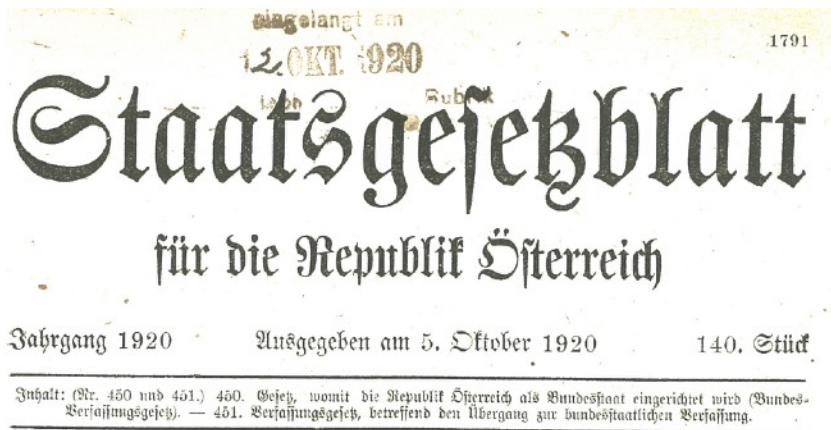 eingelangt am
12. OKT. 1920
1791
Rubrik
Staatsgesetzblatt
für die Republik Österreich
Jahrgang 1920 Ausgegeben am 5. Oktober 1920 140. Stück
Inhalt: (Nr. 450 und 451.) 450. Gesetz, womit die Republik Österreich als Bundesstaat eingerichtet wird (Bundes-
Verfassungsgesetz). — 451. Verfassungsgesetz, betreffend den Übergang zur bundesstaatlichen Verfassung.